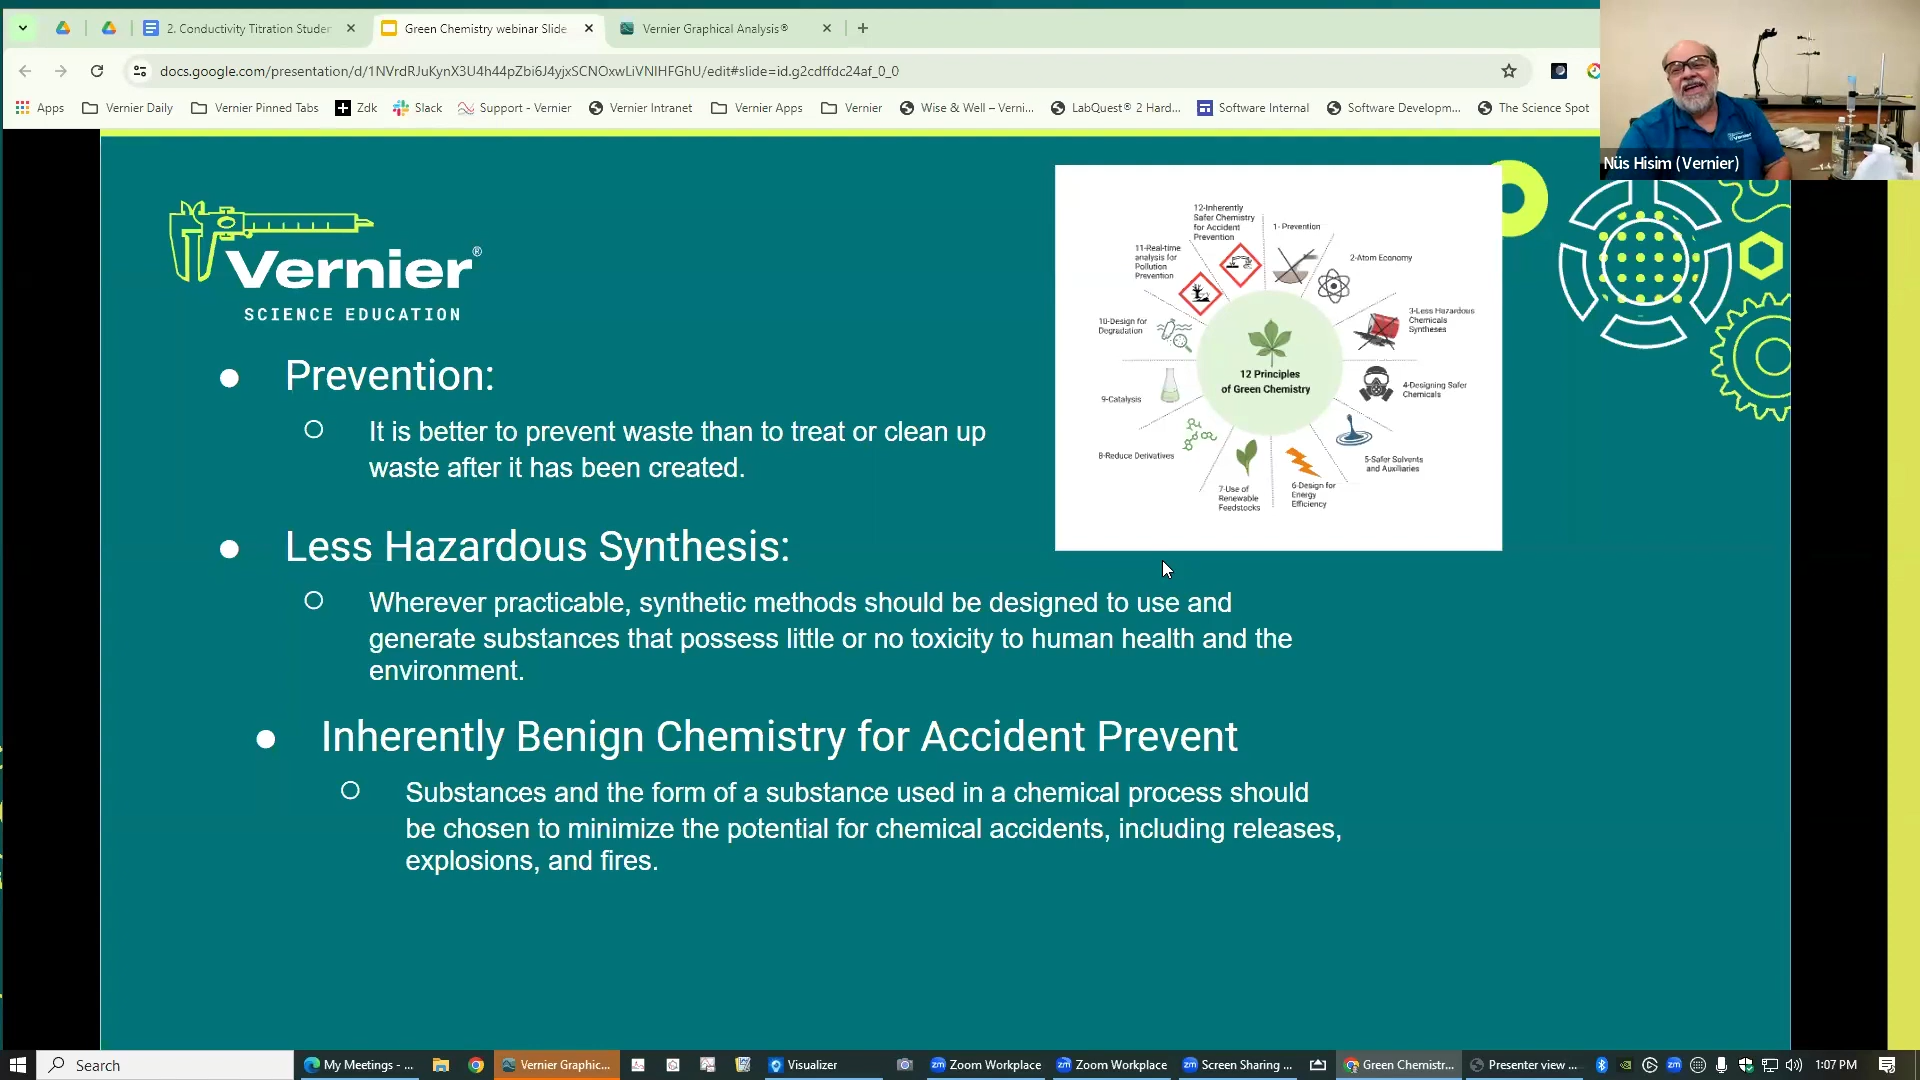 2. Conductivity Titration Studen
Green Chemistry webinar Slide
Vernier Graphical Analysis®
docs.google.com/presentation/d/1NVrdRJuKynX3U4h44pZbi6J4yjxSCNOxwLiVNIHFGhU/edit#slide=id.g2cdffdc24af_0_0
Apps
Vernier Daily
Vernier Pinned Tabs
Zdk
Slack
Support - Vernier
Vernier Intranet
Vernier Apps
Vernier
Wise & Well – Verni...
LabQuest® 2 Hard...
Software Internal
Software Developm...
The Science Spot
Nüs Hisim (Vernier)
Vernier®
SCIENCE EDUCATION
Prevention:
It is better to prevent waste than to treat or clean up
waste after it has been created.
Less Hazardous Synthesis:
Wherever practicable, synthetic methods should be designed to use and
generate substances that possess little or no toxicity to human health and the
environment.
Inherently Benign Chemistry for Accident Prevent
Substances and the form of a substance used in a chemical process should
be chosen to minimize the potential for chemical accidents, including releases,
explosions, and fires.
12 Principles
of Green Chemistry
1- Prevention
2-Atom Economy
3-Less Hazardous
Chemicals
Syntheses
4-Designing Safer
Chemicals
5-Safer Solvents
and Auxiliaries
6-Design for
Energy
Efficiency
7-Use of
Renewable
Feedstocks
8-Reduce Derivatives
9-Catalysis
10-Design for
Degradation
11-Real-time
analysis for
Pollution
Prevention
12-Inherently
Safer Chemistry
for Accident
Prevention
Search
My Meetings - ...
Vernier Graphic...
Visualizer
Zoom Workplace
Zoom Workplace
Screen Sharing ...
Green Chemistr...
Presenter view ...
1:07 PM